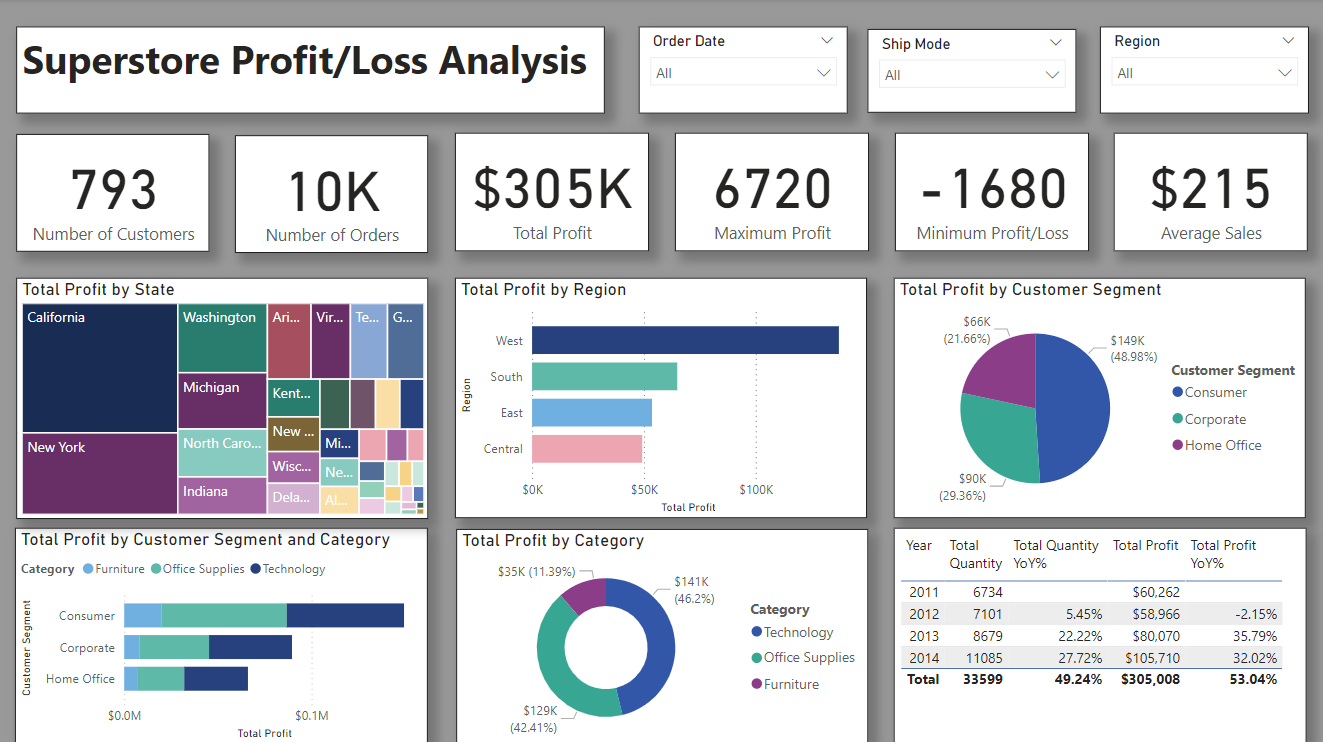 Superstore Profit/Loss Analysis
Order Date
All
Ship Mode
All
Region
All
793
Number of Customers
10K
Number of Orders
$305K
Total Profit
6720
Maximum Profit
-1680
Minimum Profit/Loss
$215
Average Sales
Total Profit by State
California
Washington
Ari...
Vir...
Te...
G...
Michigan
Kent...
New York
North Caro...
New ...
Mi...
Wisc...
Ne...
Indiana
Dela...
Al...
Total Profit by Region
Region
West
South
East
Central
$0K $50K $100K
Total Profit
Total Profit by Customer Segment
$66K
(21.66%)
$149K
(48.98%)
$90K
(29.36%)
Customer Segment
Consumer
Corporate
Home Office
Total Profit by Customer Segment and Category
Category Furniture Office Supplies Technology
Customer Segment
Consumer
Corporate
Home Office
$0.0M $0.1M
Total Profit
Total Profit by Category
$35K (11.39%)
$141K
(46.2%)
$129K
(42.41%)
Category
Technology
Office Supplies
Furniture
Year Total Quantity Total Quantity YoY% Total Profit Total Profit YoY%
2011 6734 $60,262
2012 7101 5.45% $58,966 -2.15%
2013 8679 22.22% $80,070 35.79%
2014 11085 27.72% $105,710 32.02%
Total 33599 49.24% $305,008 53.04%